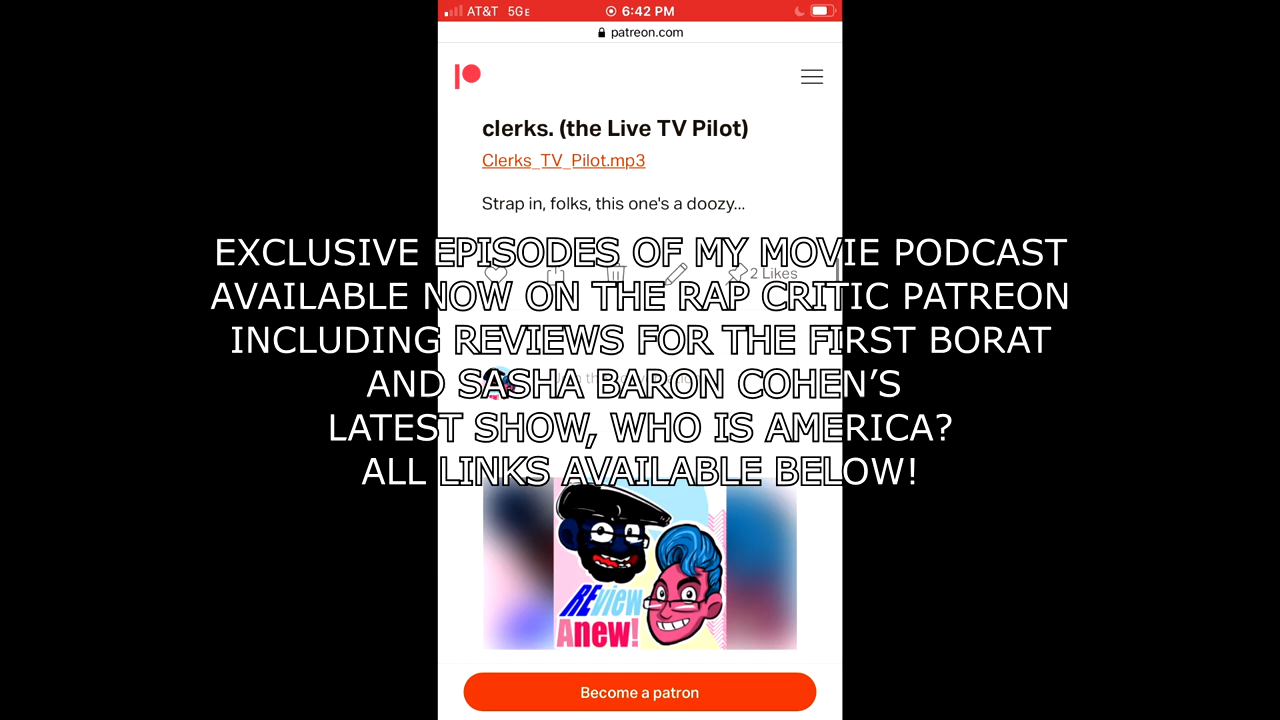 AT&T 5GE 6:42 PM
patreon.com
clerks. (the Live TV Pilot)
Clerks_TV_Pilot.mp3
Strap in, folks, this one's a doozy...
EXCLUSIVE EPISODES OF MY MOVIE PODCAST
2 Likes
AVAILABLE NOW ON THE RAP CRITIC PATREON
INCLUDING REVIEWS FOR THE FIRST BORAT
AND SASHA BARON COHEN’S
LATEST SHOW, WHO IS AMERICA?
ALL LINKS AVAILABLE BELOW!
REview
Anew!
Become a patron